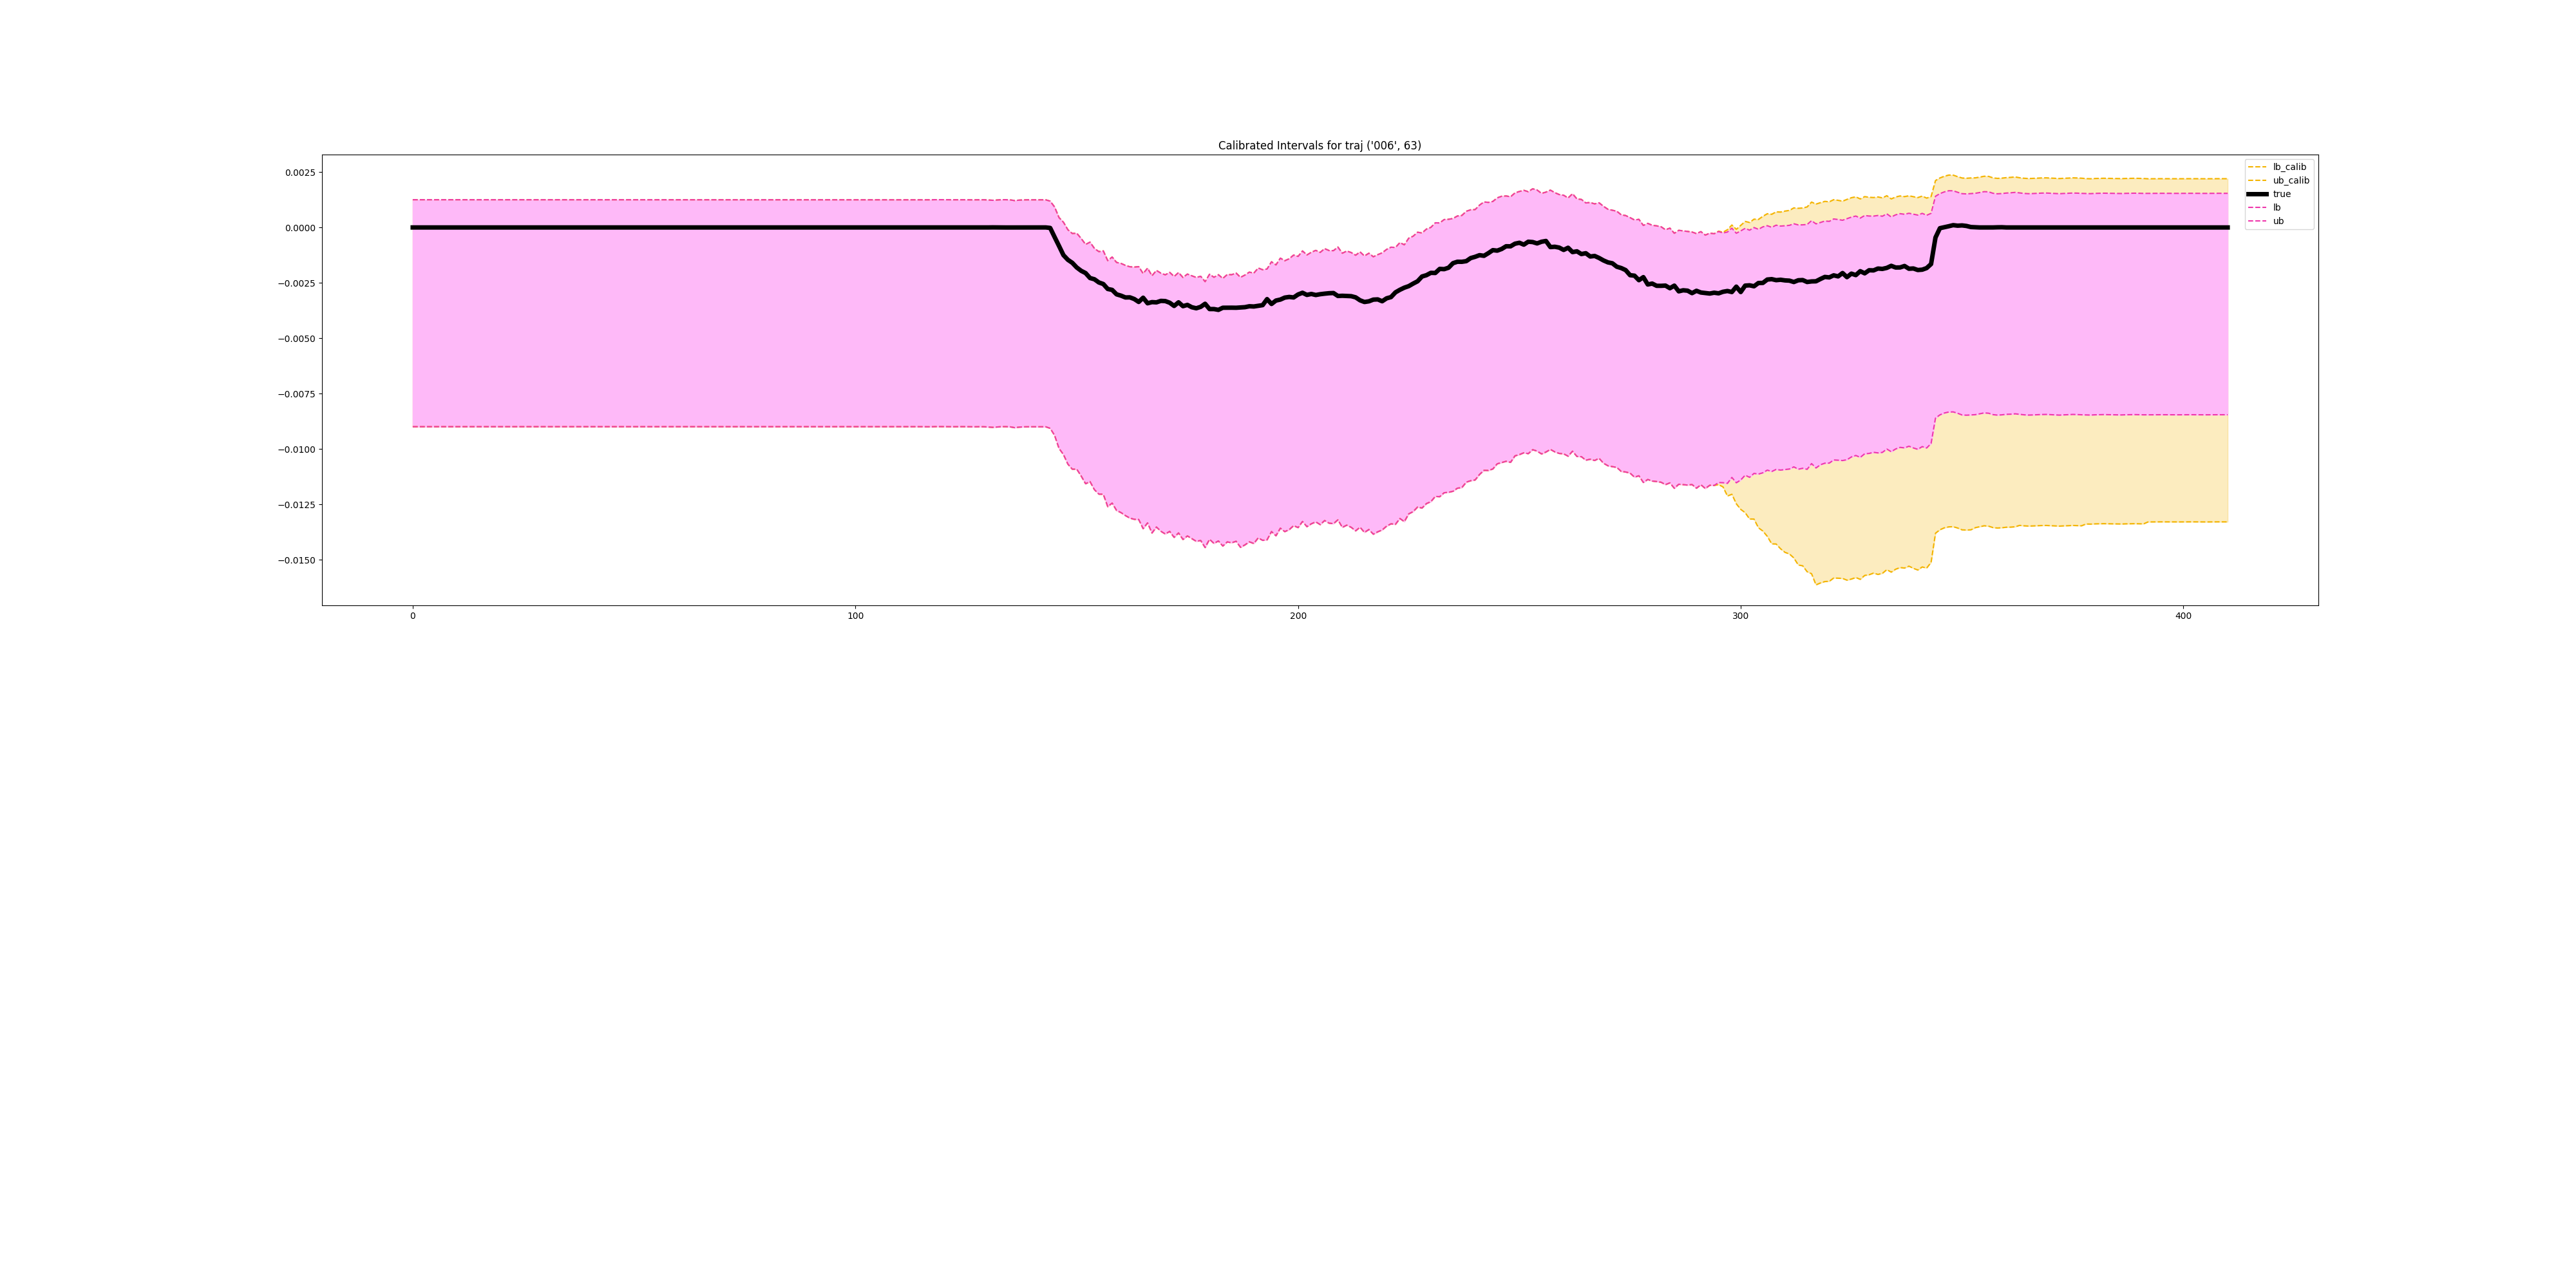 Calibrated Intervals for traj ('006', 63)
0.0025
0.0000
−0.0025
−0.0050
−0.0075
−0.0100
−0.0125
−0.0150
0 100 200 300 400
lb_calib
ub_calib
true
lb
ub